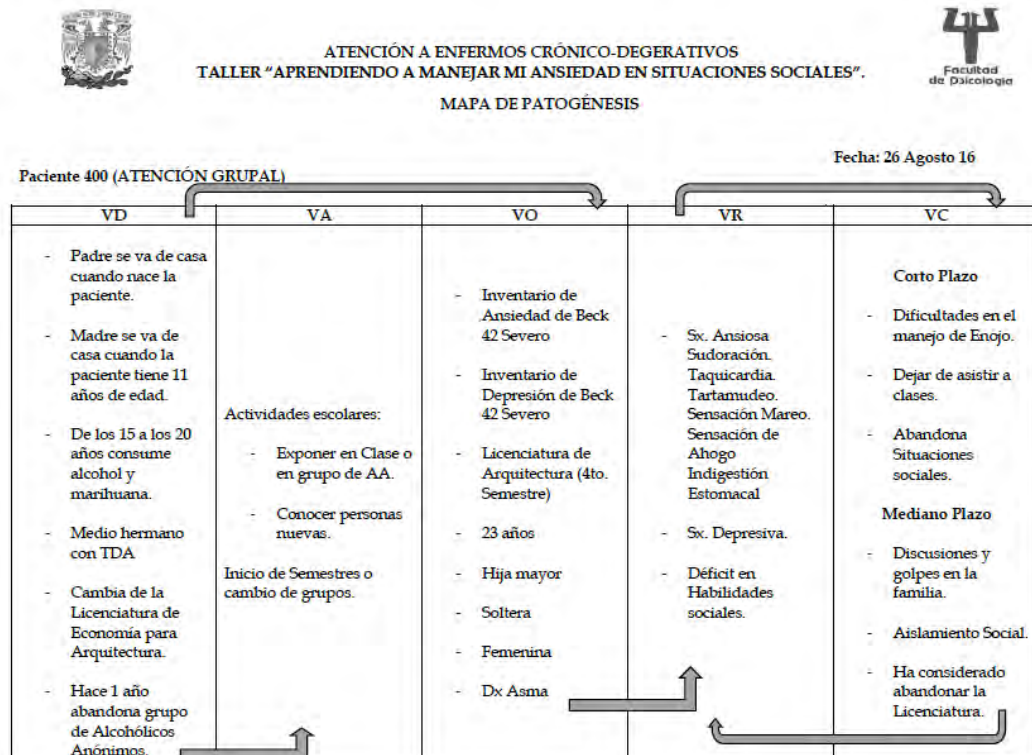 ATENCIÓN A ENFERMOS CRÓNICO-DEGERATIVOS
TALLER “APRENDIENDO A MANEJAR MI ANSIEDAD EN SITUACIONES SOCIALES”.
MAPA DE PATOGÉNESIS
Facultad
de Psicología
Fecha: 26 Agosto 16
Paciente 400 (ATENCIÓN GRUPAL)
VD
- Padre se va de casa
cuando nace la
paciente.
- Madre se va de
casa cuando la
paciente tiene 11
años de edad.
- De los 15 a los 20
años consume
alcohol y
marihuana.
- Medio hermano
con TDA
- Cambia de la
Licenciatura de
Economía para
Arquitectura.
- Hace 1 año
abandona grupo
de Alcohólicos
Anónimos.
VA
Actividades escolares:
- Exponer en Clase o
en grupo de AA.
- Conocer personas
nuevas.
Inicio de Semestres o
cambio de grupos.
VO
- Inventario de
Ansiedad de Beck
42 Severo
- Inventario de
Depresión de Beck
42 Severo
- Licenciatura de
Arquitectura (4to.
Semestre)
- 23 años
- Hija mayor
- Soltera
- Femenina
- Dx Asma
VR
- Sx. Ansiosa
Sudoración.
Taquicardia.
Tartamudeo.
Sensación Mareo.
Sensación de
Ahogo
Indigestión
Estomacal
- Sx. Depresiva.
- Déficit en
Habilidades
sociales.
VC
Corto Plazo
- Dificultades en el
manejo de Enojo.
- Dejar de asistir a
clases.
- Abandona
Situaciones
sociales.
Mediano Plazo
- Discusiones y
golpes en la
familia.
- Aislamiento Social.
- Ha considerado
abandonar la
Licenciatura.